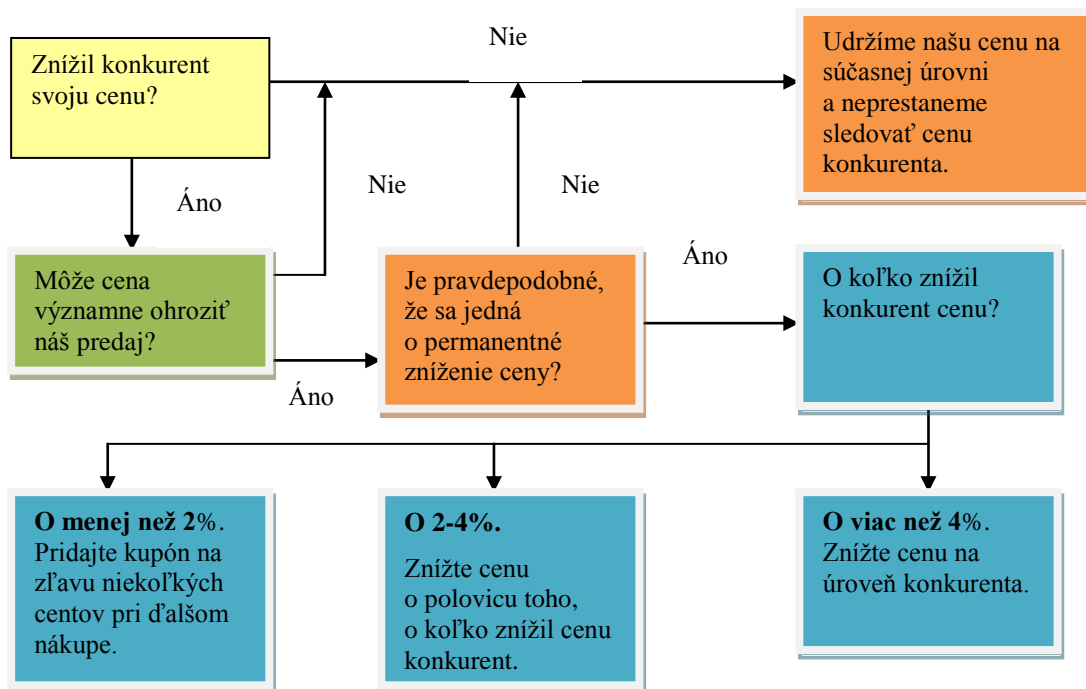 Nie
Znížil konkurent
svoju cenu?
Udržíme našu cenu na
súčasnej úrovni
a neprestaneme
sledovať cenu
konkurenta.
Áno
Nie
Nie
Môže cena
významne ohroziť
náš predaj?
Áno
Je pravdepodobné,
že sa jedná
o permanentné
zníženie ceny?
Áno
O koľko znížil
konkurent cenu?
O menej než 2%.
Pridajte kupón na
zľavu niekoľkých
centov pri ďalšom
nákupe.
O 2-4%.
Znížte cenu
o polovicu toho,
o koľko znížil cenu
konkurent.
O viac než 4%.
Znížte cenu na
úroveň konkurenta.